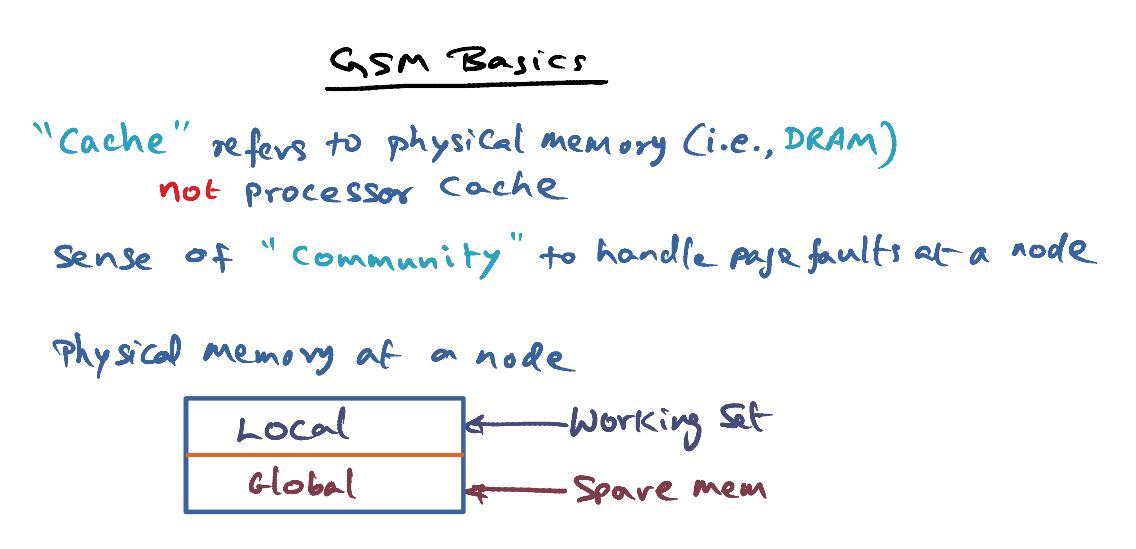 GSM Basics
"Cache" refers to physical memory (i.e., DRAM)
not processor cache
sense of "community" to handle page faults at a node
Physical memory at a node
Local
Working set
Global
Spare mem